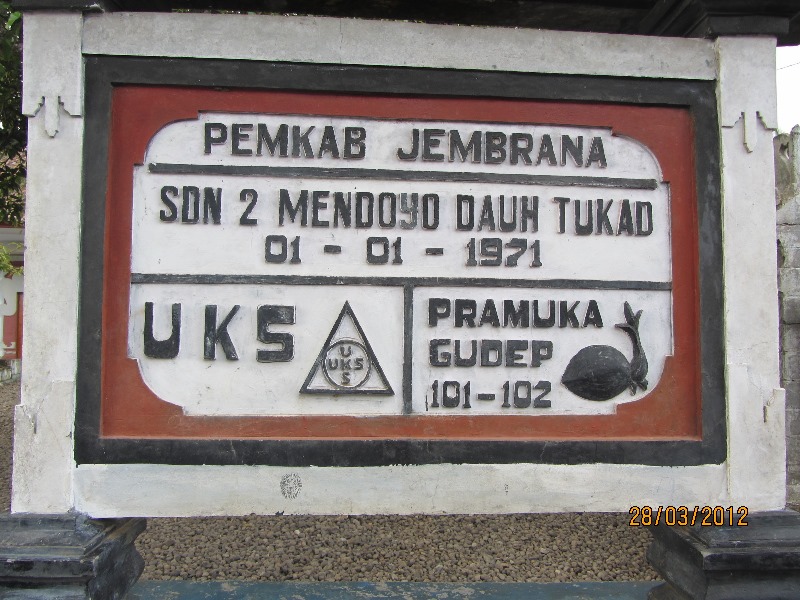 PEMKAB JEMBRANA
SDN 2 MENDOYO DAUH TUKAD
01 - 01 - 1971
UKS
U
UKS
S
PRAMUKA
GUDEP
101-102
28/03/2012